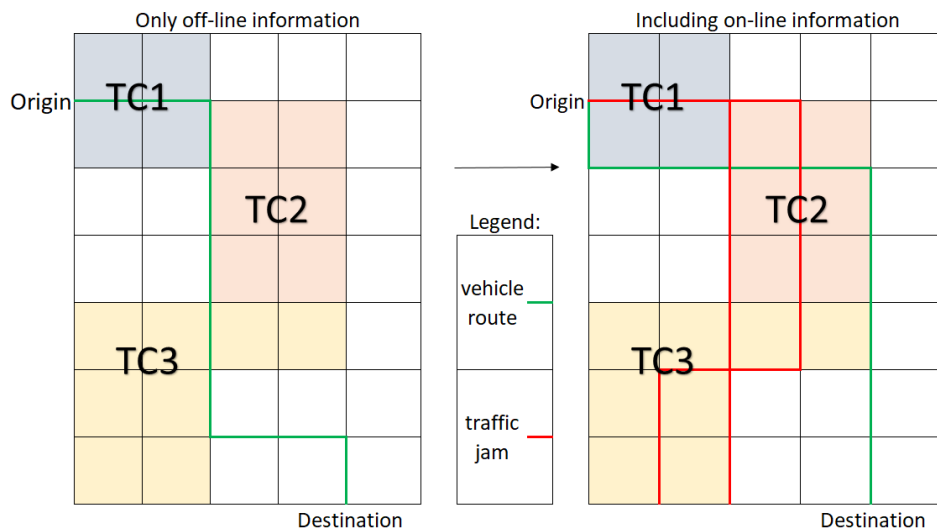 Only off-line information
Including on-line information
TC1
TC1
Origin
Origin
TC2
TC2
Legend:
vehicle
route
TC3
TC3
traffic
jam
Destination
Destination